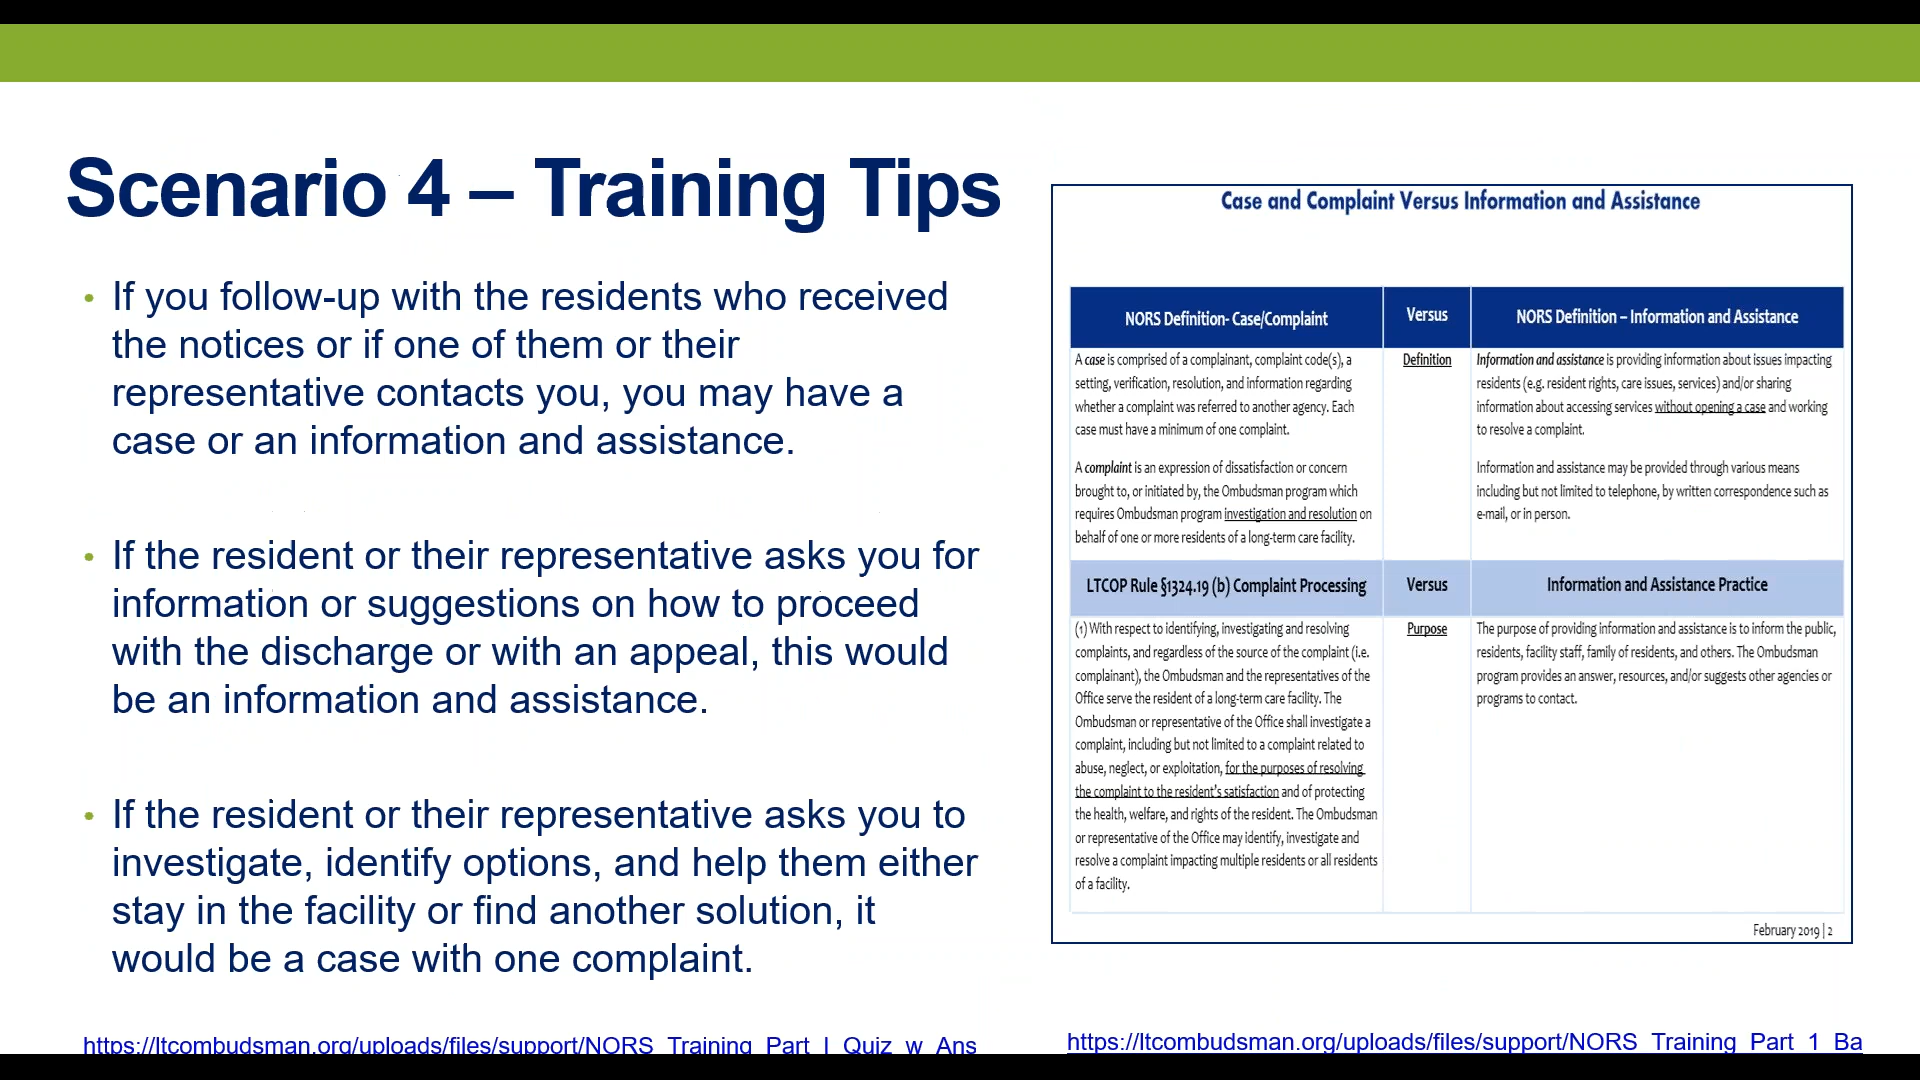 Scenario 4 – Training Tips
• If you follow-up with the residents who received
the notices or if one of them or their
representative contacts you, you may have a
case or an information and assistance.
• If the resident or their representative asks you for
information or suggestions on how to proceed
with the discharge or with an appeal, this would
be an information and assistance.
• If the resident or their representative asks you to
investigate, identify options, and help them either
stay in the facility or find another solution, it
would be a case with one complaint.
https://ltcombudsman.org/uploads/files/support/NORS_Training_Part_I_Quiz_w_Ans
Case and Complaint Versus Information and Assistance
NORS Definition- Case/Complaint
Versus
NORS Definition – Information and Assistance
A case is comprised of a complainant, complaint code(s), a
setting, verification, resolution, and information regarding
whether a complaint was referred to another agency. Each
case must have a minimum of one complaint.
A complaint is an expression of dissatisfaction or concern
brought to, or initiated by, the Ombudsman program which
requires Ombudsman program investigation and resolution on
behalf of one or more residents of a long-term care facility.
Definition
Information and assistance is providing information about issues impacting
residents (e.g. resident rights, care issues, services) and/or sharing
information about accessing services without opening a case and working
to resolve a complaint.
Information and assistance may be provided through various means
including but not limited to telephone, by written correspondence such as
e-mail, or in person.
LTCOP Rule §1324.19 (b) Complaint Processing
Versus
Information and Assistance Practice
(1) With respect to identifying, investigating and resolving
complaints, and regardless of the source of the complaint (i.e.
complainant), the Ombudsman and the representatives of the
Office serve the resident of a long-term care facility. The
Ombudsman or representative of the Office shall investigate a
complaint, including but not limited to a complaint related to
abuse, neglect, or exploitation, for the purposes of resolving
the complaint to the resident's satisfaction and of protecting
the health, welfare, and rights of the resident. The Ombudsman
or representative of the Office may identify, investigate and
resolve a complaint impacting multiple residents or all residents
of a facility.
Purpose
The purpose of providing information and assistance is to inform the public,
residents, facility staff, family of residents, and others. The Ombudsman
program provides an answer, resources, and/or suggests other agencies or
programs to contact.
February 2019 | 2
https://ltcombudsman.org/uploads/files/support/NORS_Training_Part_1_Ba